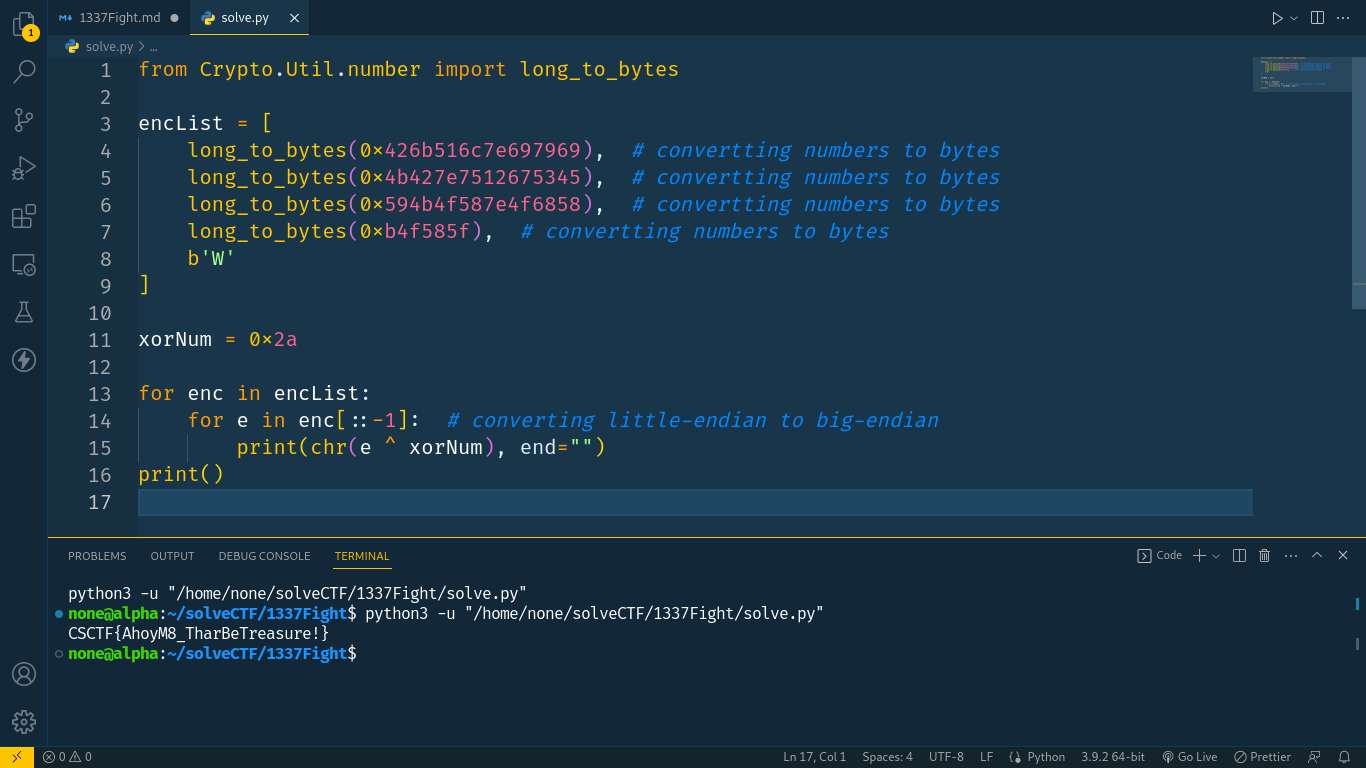 1337Fight.md
solve.py
solve.py > ...
1 from Crypto.Util.number import long_to_bytes
2
3 encList = [
4     long_to_bytes(0×426b516c7e697969),  # convertting numbers to bytes
5     long_to_bytes(0×4b427e7512675345),  # convertting numbers to bytes
6     long_to_bytes(0×594b4f587e4f6858),  # convertting numbers to bytes
7     long_to_bytes(0×b4f585f),  # convertting numbers to bytes
8     b'W'
9 ]
10
11 xorNum = 0×2a
12
13 for enc in encList:
14     for e in enc[::-1]:  # converting little-endian to big-endian
15         print(chr(e ^ xorNum), end="")
16 print()
17
1
PROBLEMS OUTPUT DEBUG CONSOLE TERMINAL Code
python3 -u "/home/none/solveCTF/1337Fight/solve.py"
none@alpha:~/solveCTF/1337Fight$ python3 -u "/home/none/solveCTF/1337Fight/solve.py"
CSCTF{AhoyM8_TharBeTreasure!}
none@alpha:~/solveCTF/1337Fight$
0 0 Ln 17, Col 1 Spaces: 4 UTF-8 LF Python 3.9.2 64-bit Go Live Prettier